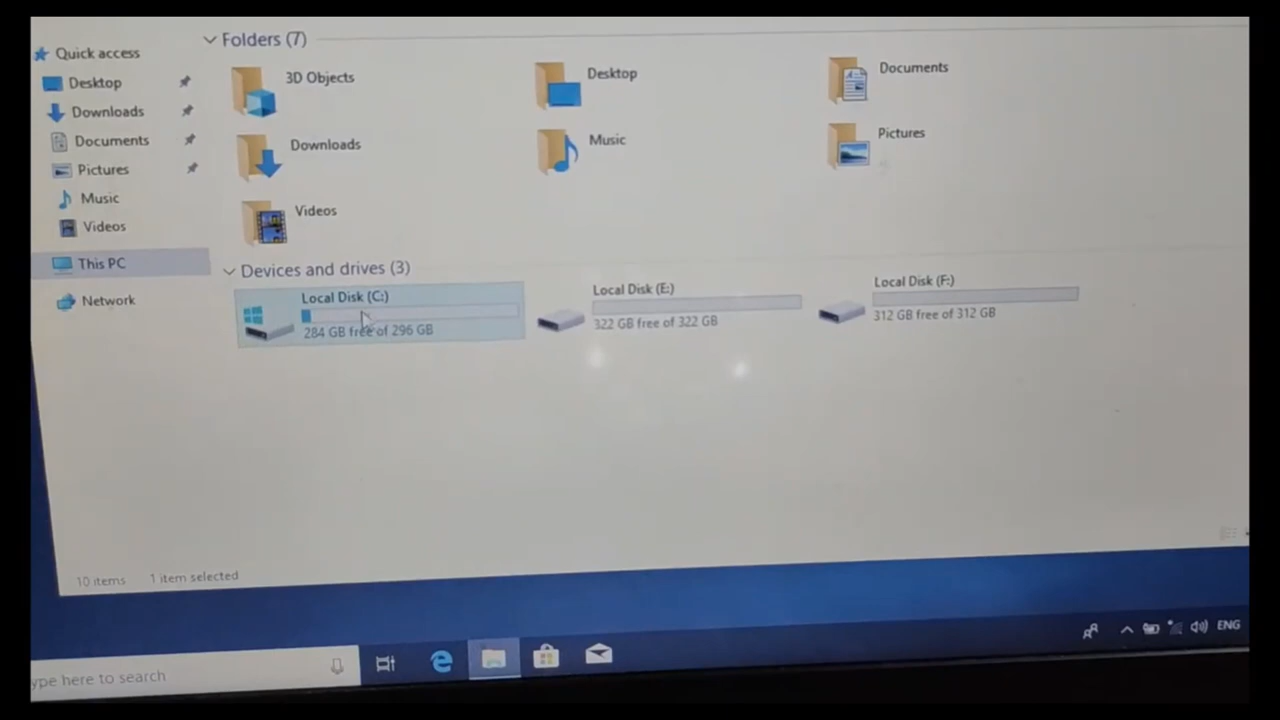 Quick access
Desktop
Downloads
Documents
Pictures
Music
Videos
This PC
Network
Folders (7)
3D Objects
Desktop
Documents
Downloads
Music
Pictures
Videos
Devices and drives (3)
Local Disk (C:)
284 GB free of 296 GB
Local Disk (E:)
322 GB free of 322 GB
Local Disk (F:)
312 GB free of 312 GB
10 items 1 item selected
ype here to search
ENG